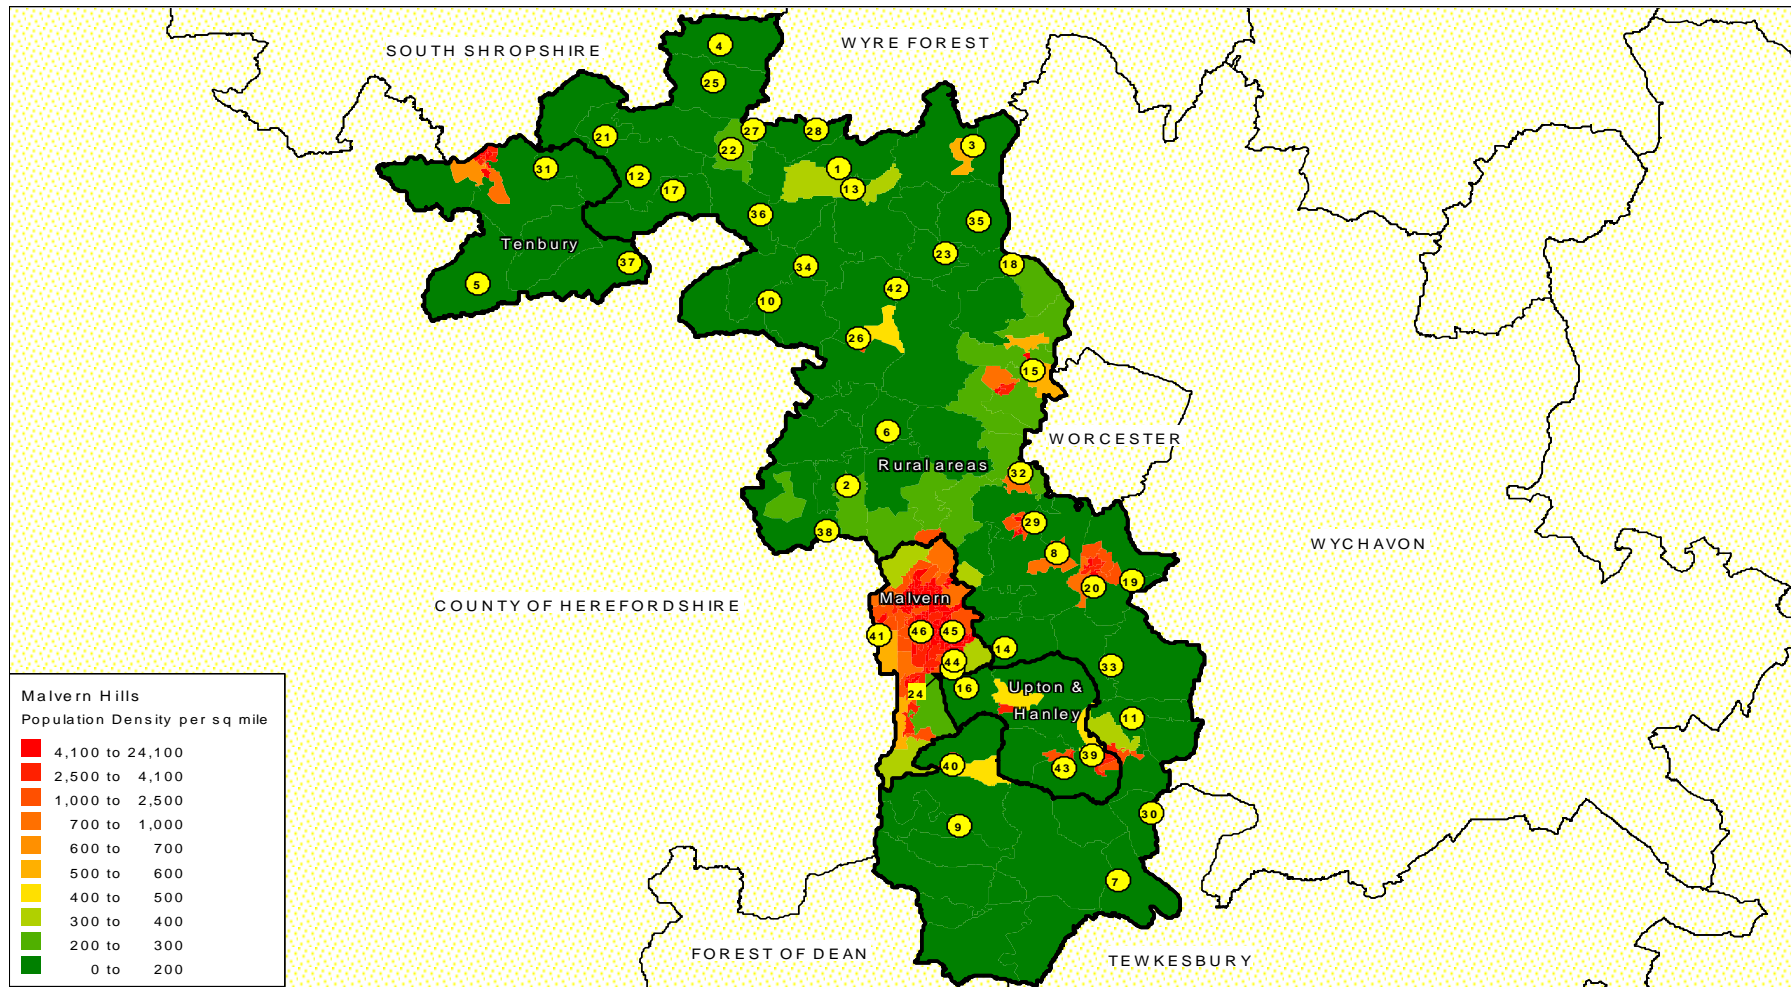 SOUTH SHROPSHIRE
WYRE FOREST
4
25
27
28
21
22
3
31
12
1
17
13
36
35
Tenbury
23
37
34
18
5
42
10
26
15
6
WORCESTER
Rural areas
32
2
29
38
8
WYCHAVON
19
20
Malvern
COUNTY OF HEREFORDSHIRE
41
46
45
14
44
33
16
Upton &
24
Hanley
11
39
40
43
30
9
7
FOREST OF DEAN
TEWKESBURY
Malvern Hills
Population Density per sq mile
4,100 to 24,100
2,500 to 4,100
1,000 to 2,500
700 to 1,000
600 to 700
500 to 600
400 to 500
300 to 400
200 to 300
0 to 200